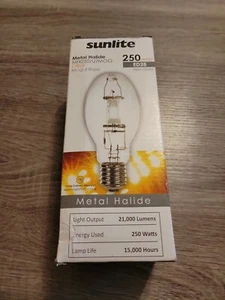 sunlite
Metal Halide
250
ED28
Metal Halide
Light Output 21,000 Lumens
Energy Used 250 Watts
Lamp Life 15,000 Hours